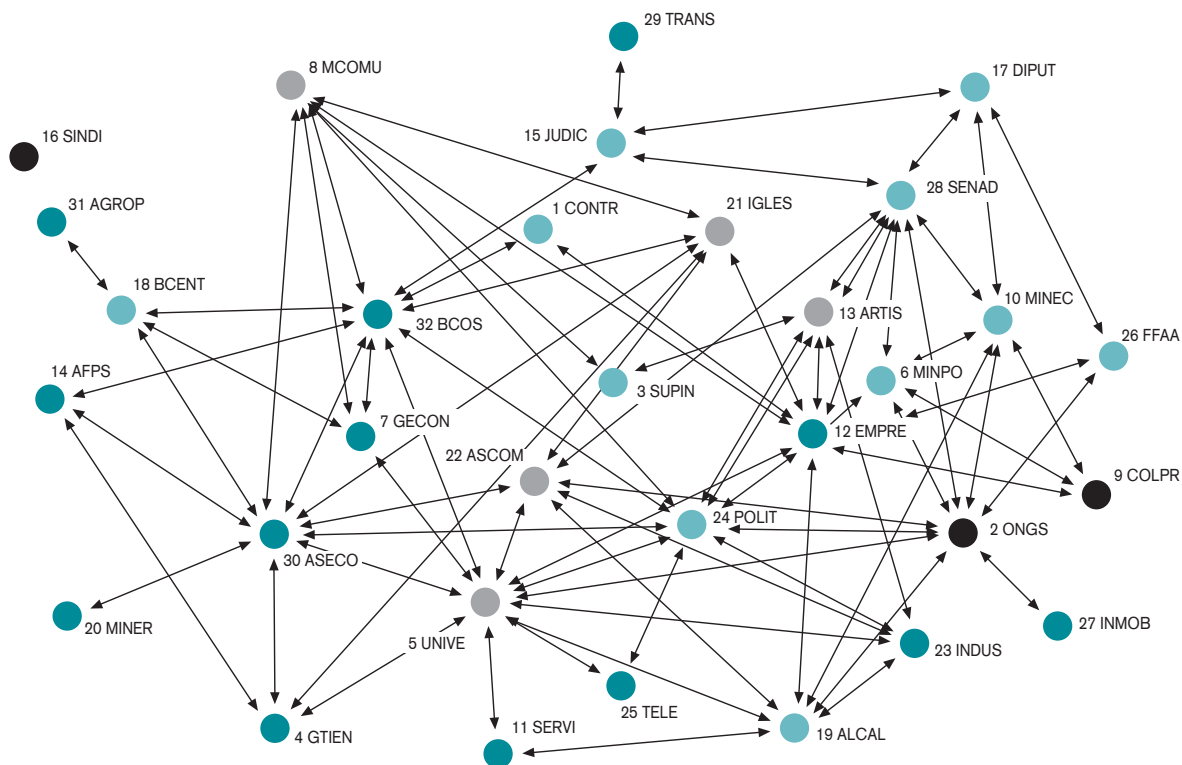 29 TRANS
8 MCOMU
17 DIPUT
15 JUDIC
16 SINDI
28 SENAD
31 AGROP
1 CONTR
21 IGLES
18 BCENT
10 MINEC
13 ARTIS
32 BCOS
26 FFAA
14 AFPS
6 MINPO
3 SUPIN
7 GECON
12 EMPRE
22 ASCOM
9 COLPR
24 POLIT
2 ONGS
30 ASECO
20 MINER
27 INMOB
5 UNIVE
23 INDUS
25 TELE
11 SERVI
19 ALCAL
4 GTIEN